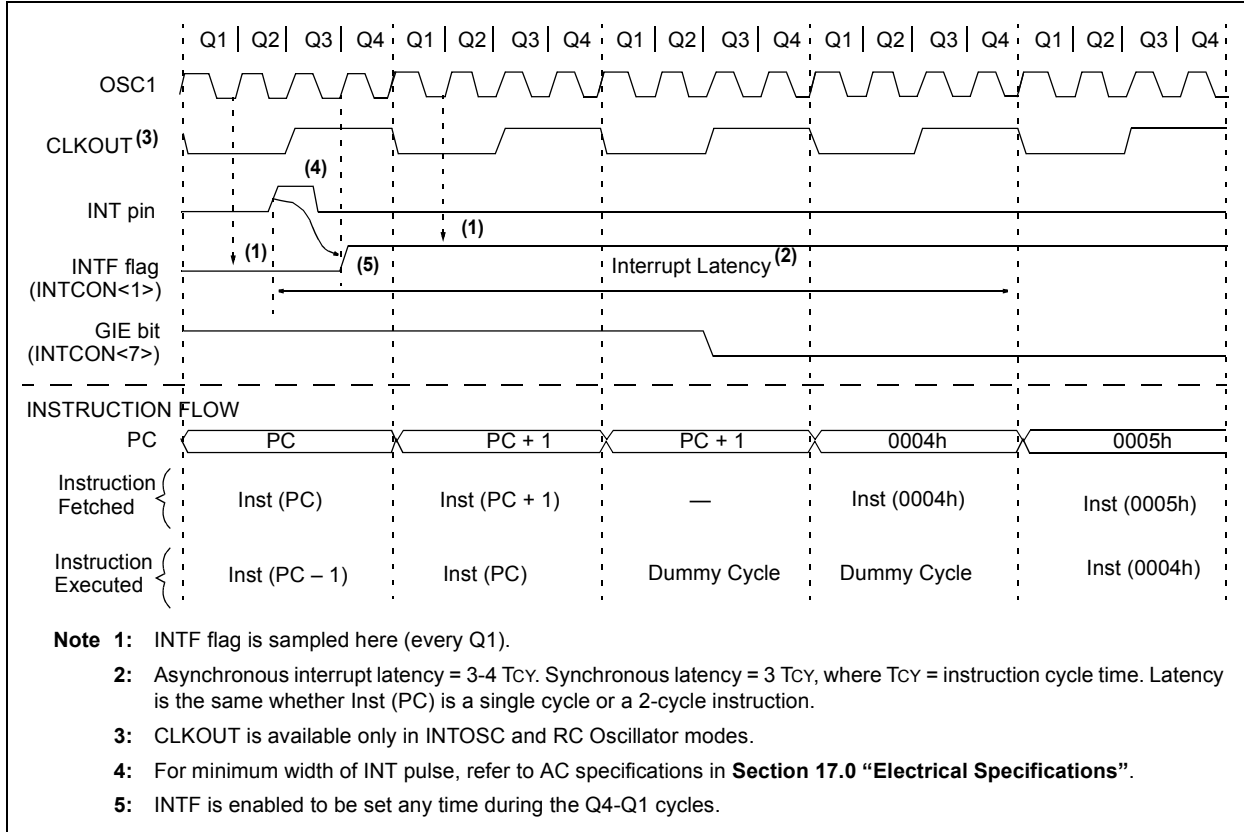 Q1 Q2 Q3 Q4 Q1 Q2 Q3 Q4 Q1 Q2 Q3 Q4 Q1 Q2 Q3 Q4 Q1 Q2 Q3 Q4
OSC1
CLKOUT (3)
(4)
INT pin
(1)
(1)
INTF flag
(INTCON<1>)
(5)
Interrupt Latency (2)
GIE bit
(INTCON<7>)
INSTRUCTION FLOW
PC PC PC + 1 PC + 1 0004h 0005h
Instruction
Fetched
Inst (PC) Inst (PC + 1) — Inst (0004h) Inst (0005h)
Instruction
Executed
Inst (PC – 1) Inst (PC) Dummy Cycle Dummy Cycle Inst (0004h)
Note 1: INTF flag is sampled here (every Q1).
2: Asynchronous interrupt latency = 3-4 TCY. Synchronous latency = 3 TCY, where TCY = instruction cycle time. Latency
is the same whether Inst (PC) is a single cycle or a 2-cycle instruction.
3: CLKOUT is available only in INTOSC and RC Oscillator modes.
4: For minimum width of INT pulse, refer to AC specifications in Section 17.0 “Electrical Specifications”.
5: INTF is enabled to be set any time during the Q4-Q1 cycles.